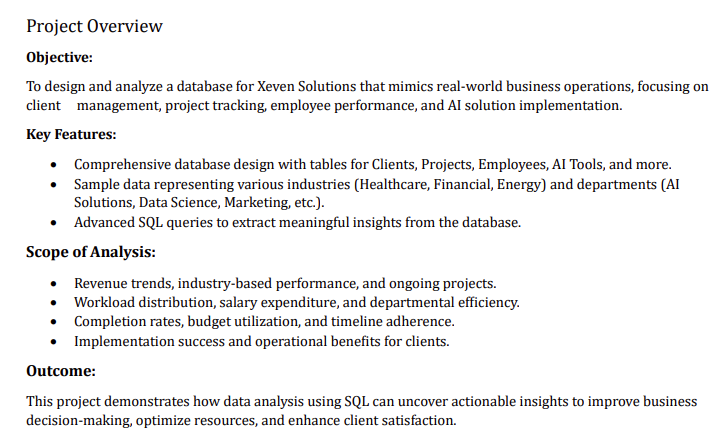 Project Overview
Objective:
To design and analyze a database for Xeven Solutions that mimics real-world business operations, focusing on
client management, project tracking, employee performance, and AI solution implementation.
Key Features:
• Comprehensive database design with tables for Clients, Projects, Employees, AI Tools, and more.
• Sample data representing various industries (Healthcare, Financial, Energy) and departments (AI
Solutions, Data Science, Marketing, etc.).
• Advanced SQL queries to extract meaningful insights from the database.
Scope of Analysis:
• Revenue trends, industry-based performance, and ongoing projects.
• Workload distribution, salary expenditure, and departmental efficiency.
• Completion rates, budget utilization, and timeline adherence.
• Implementation success and operational benefits for clients.
Outcome:
This project demonstrates how data analysis using SQL can uncover actionable insights to improve business
decision-making, optimize resources, and enhance client satisfaction.